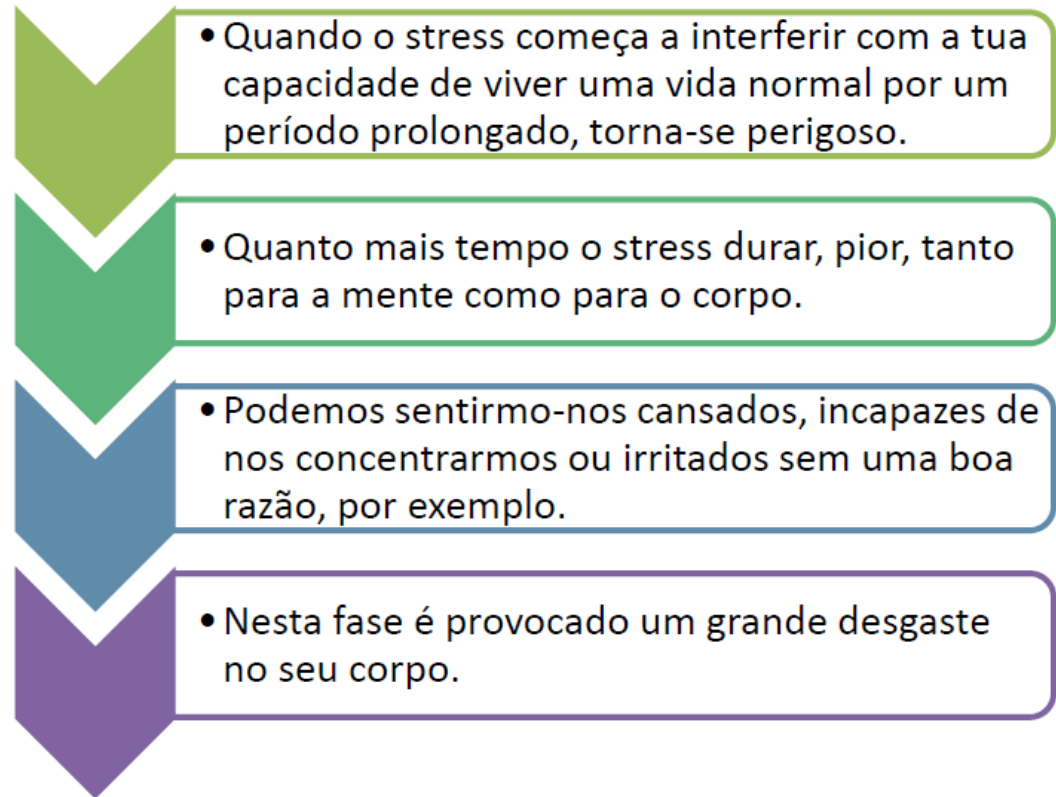 • Quando o stress começa a interferir com a tua
capacidade de viver uma vida normal por um
período prolongado, torna-se perigoso.
• Quanto mais tempo o stress durar, pior, tanto
para a mente como para o corpo.
• Podemos sentirmo-nos cansados, incapazes de
nos concentrarmos ou irritados sem uma boa
razão, por exemplo.
• Nesta fase é provocado um grande desgaste
no seu corpo.